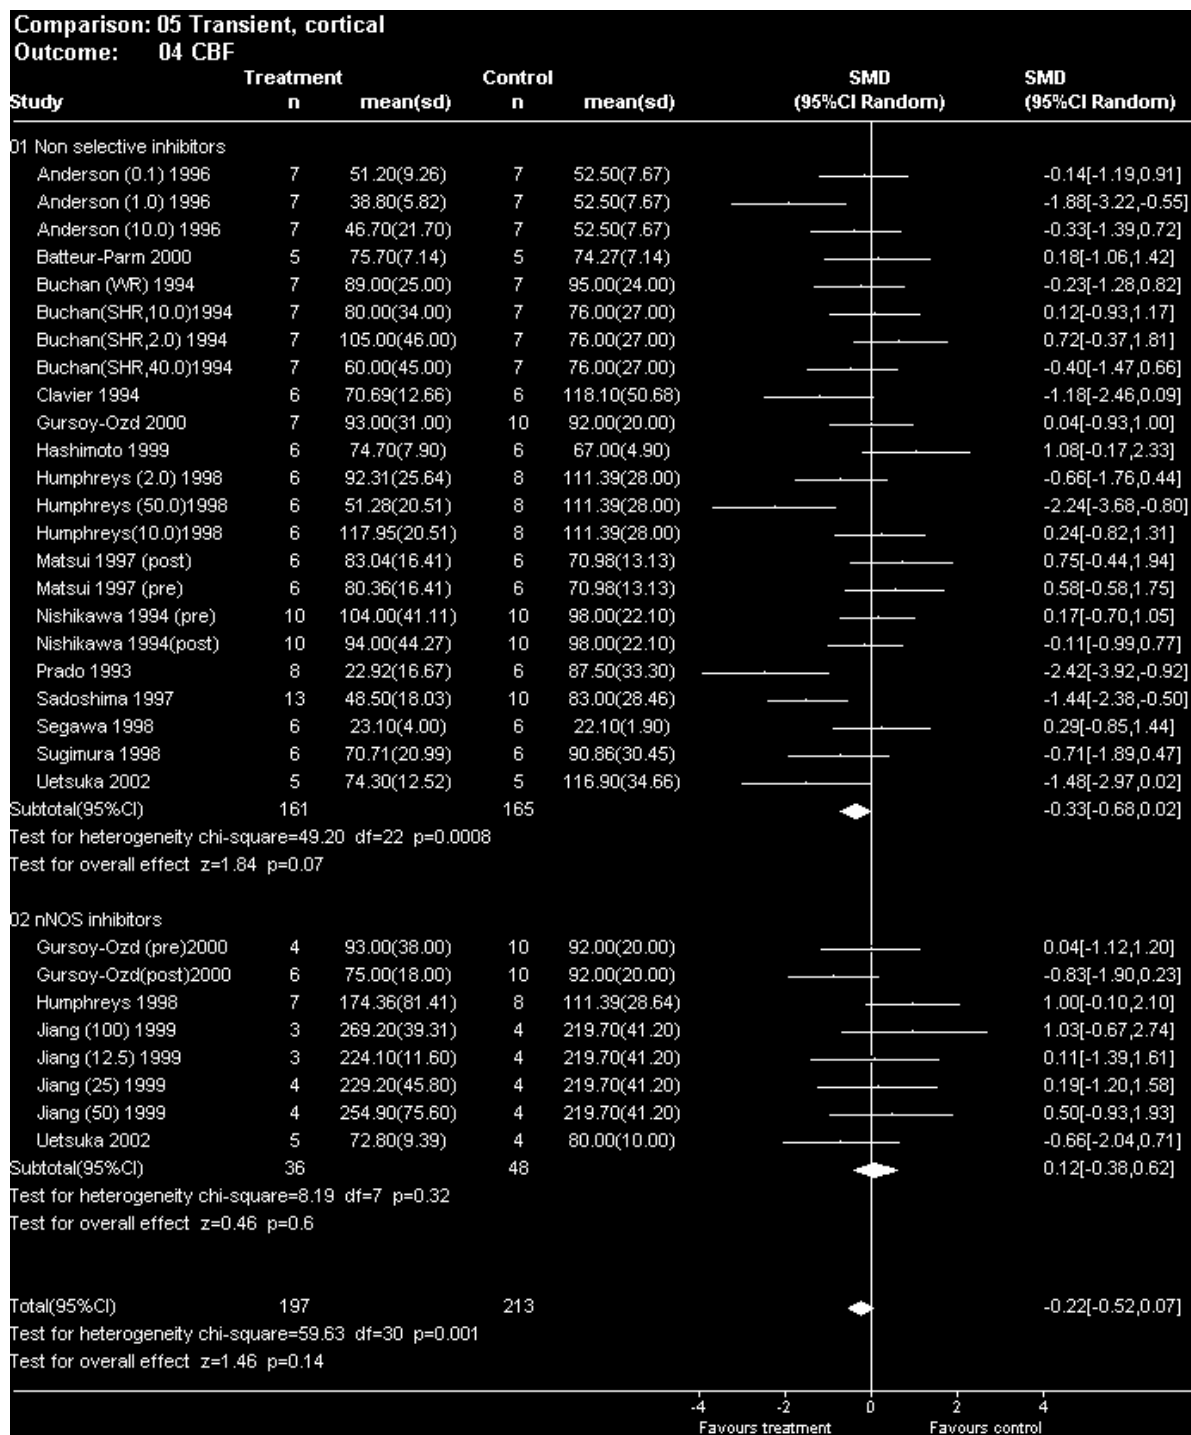 Comparison: 05 Transient, cortical
Outcome: 04 CBF
Treatment Control SMD SMD
Study n mean(sd) n mean(sd) (95%CI Random) (95%CI Random)
01 Non selective inhibitors
Anderson (0.1) 1996 7 51.20(9.26) 7 52.50(7.67) -0.14[-1.19,0.91]
Anderson (1.0) 1996 7 38.80(5.82) 7 52.50(7.67) -1.88[-3.22,-0.55]
Anderson (10.0) 1996 7 46.70(21.70) 7 52.50(7.67) -0.33[-1.39,0.72]
Batteur-Parm 2000 5 75.70(7.14) 5 74.27(7.14) 0.18[-1.06,1.42]
Buchan (WR) 1994 7 89.00(25.00) 7 95.00(24.00) -0.23[-1.28,0.82]
Buchan(SHR,10.0)1994 7 80.00(34.00) 7 76.00(27.00) 0.12[-0.93,1.17]
Buchan(SHR,2.0) 1994 7 105.00(46.00) 7 76.00(27.00) 0.72[-0.37,1.81]
Buchan(SHR,40.0)1994 7 60.00(45.00) 7 76.00(27.00) -0.40[-1.47,0.66]
Clavier 1994 6 70.69(12.66) 6 118.10(50.68) -1.18[-2.46,0.09]
Gursoy-Ozd 2000 7 93.00(31.00) 10 92.00(20.00) 0.04[-0.93,1.00]
Hashimoto 1999 6 74.70(7.90) 6 67.00(4.90) 1.08[-0.17,2.33]
Humphreys (2.0) 1998 6 92.31(25.64) 8 111.39(28.00) -0.66[-1.76,0.44]
Humphreys (50.0)1998 6 51.28(20.51) 8 111.39(28.00) -2.24[-3.68,-0.80]
Humphreys(10.0)1998 6 117.95(20.51) 8 111.39(28.00) 0.24[-0.82,1.31]
Matsui 1997 (post) 6 83.04(16.41) 6 70.98(13.13) 0.75[-0.44,1.94]
Matsui 1997 (pre) 6 80.36(16.41) 6 70.98(13.13) 0.58[-0.58,1.75]
Nishikawa 1994 (pre) 10 104.00(41.11) 10 98.00(22.10) 0.17[-0.70,1.05]
Nishikawa 1994(post) 10 94.00(44.27) 10 98.00(22.10) -0.11[-0.99,0.77]
Prado 1993 8 22.92(16.67) 6 87.50(33.30) -2.42[-3.92,-0.92]
Sadoshima 1997 13 48.50(18.03) 10 83.00(28.46) -1.44[-2.38,-0.50]
Segawa 1998 6 23.10(4.00) 6 22.10(1.90) 0.29[-0.85,1.44]
Sugimura 1998 6 70.71(20.99) 6 90.86(30.45) -0.71[-1.89,0.47]
Uetsuka 2002 5 74.30(12.52) 5 116.90(34.66) -1.48[-2.97,0.02]
Subtotal(95%CI) 161 165 -0.33[-0.68,0.02]
Test for heterogeneity chi-square=49.20 df=22 p=0.0008
Test for overall effect z=1.84 p=0.07
02 nNOS inhibitors
Gursoy-Ozd (pre)2000 4 93.00(38.00) 10 92.00(20.00) 0.04[-1.12,1.20]
Gursoy-Ozd(post)2000 6 75.00(18.00) 10 92.00(20.00) -0.83[-1.90,0.23]
Humphreys 1998 7 174.36(81.41) 8 111.39(28.64) 1.00[-0.10,2.10]
Jiang (100) 1999 3 269.20(39.31) 4 219.70(41.20) 1.03[-0.67,2.74]
Jiang (12.5) 1999 3 224.10(11.60) 4 219.70(41.20) 0.11[-1.39,1.61]
Jiang (25) 1999 4 229.20(45.80) 4 219.70(41.20) 0.19[-1.20,1.58]
Jiang (50) 1999 4 254.90(75.60) 4 219.70(41.20) 0.50[-0.93,1.93]
Uetsuka 2002 5 72.80(9.39) 4 80.00(10.00) -0.66[-2.04,0.71]
Subtotal(95%CI) 36 48 0.12[-0.38,0.62]
Test for heterogeneity chi-square=8.19 df=7 p=0.32
Test for overall effect z=0.46 p=0.6
Total(95%CI) 197 213 -0.22[-0.52,0.07]
Test for heterogeneity chi-square=59.63 df=30 p=0.001
Test for overall effect z=1.46 p=0.14
-4 -2 0 2 4
Favours treatment Favours control